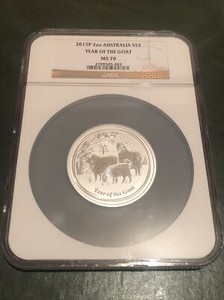 2015P 2oz AUSTRALIA S$2
YEAR OF THE GOAT
MS 70
Year of the Goat